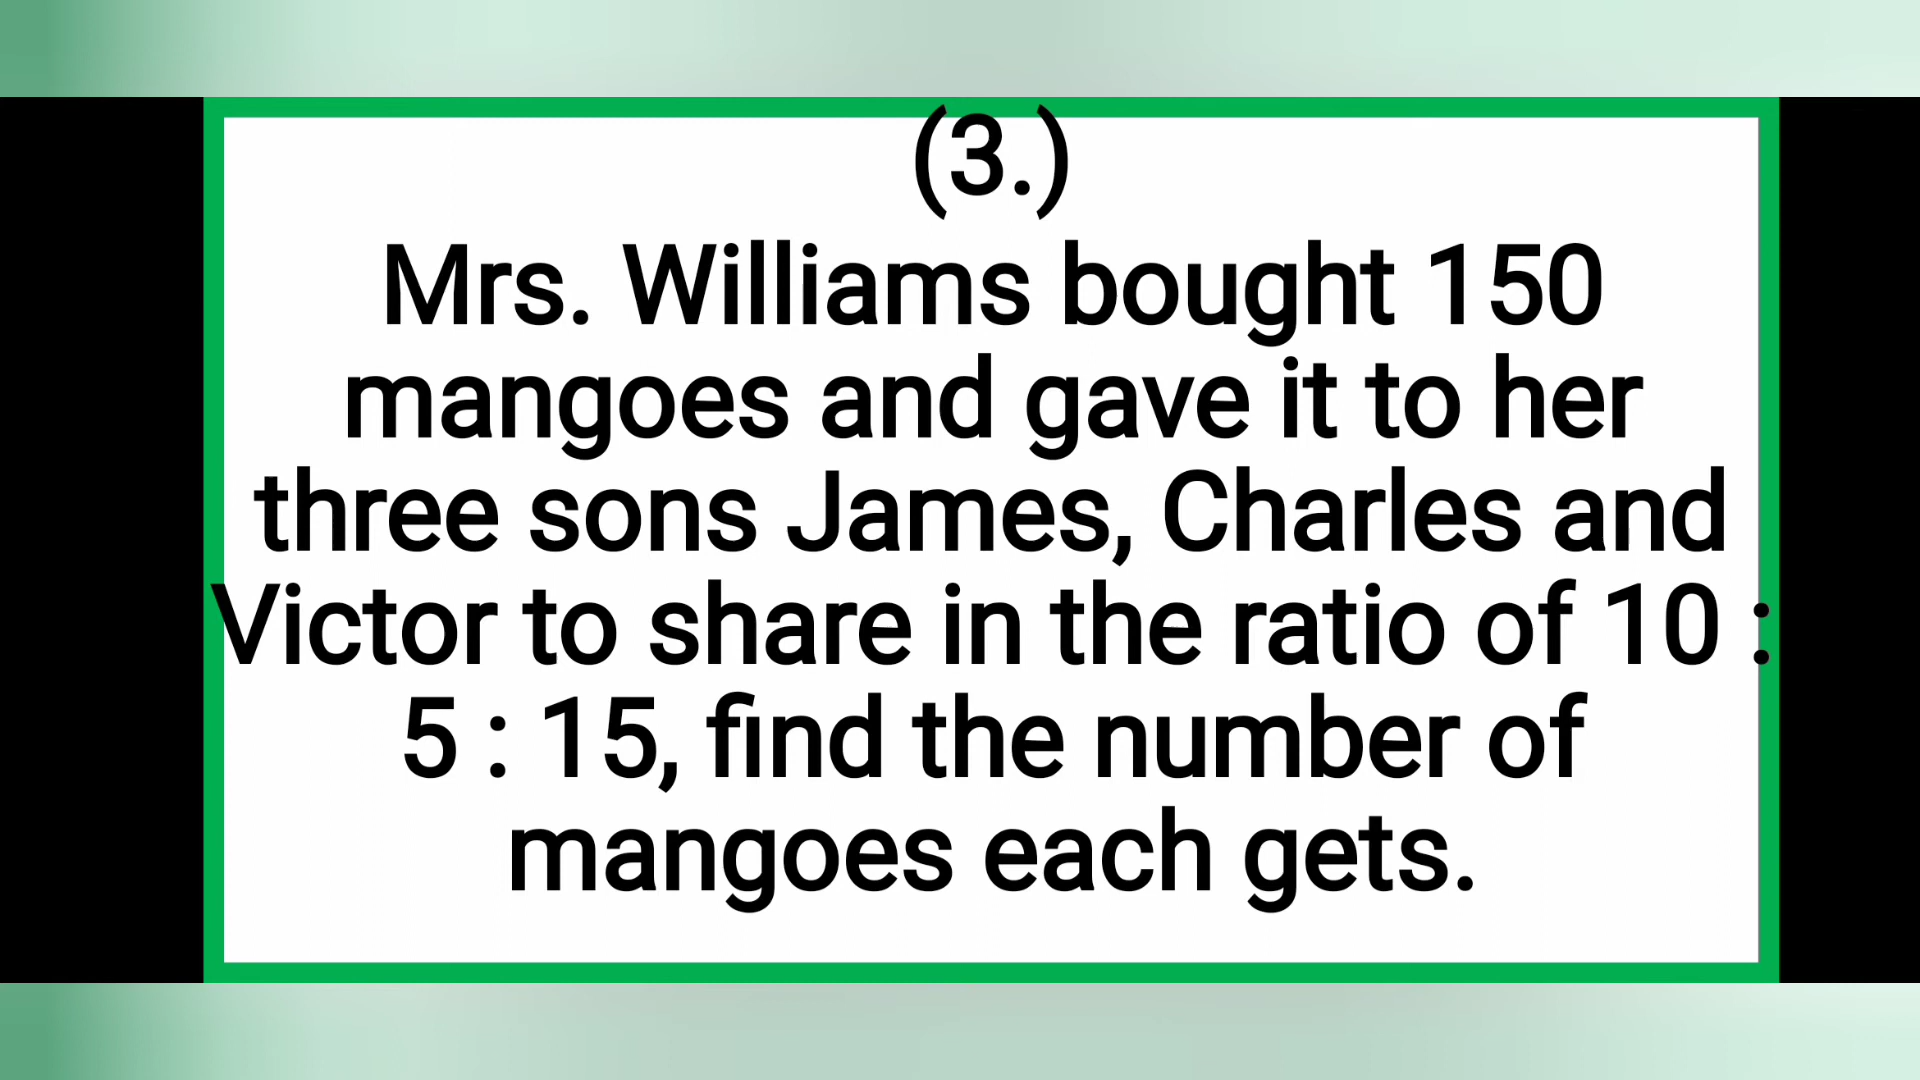 (3.)
Mrs. Williams bought 150
mangoes and gave it to her
three sons James, Charles and
Victor to share in the ratio of 10 :
5 : 15, find the number of
mangoes each gets.